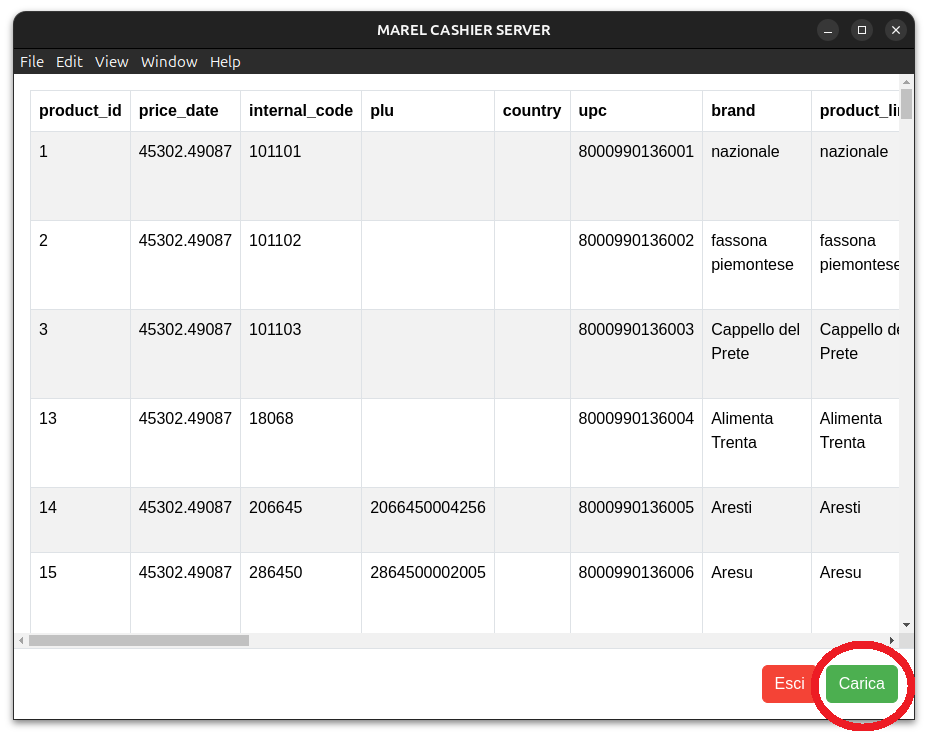 MAREL CASHIER SERVER
File Edit View Window Help
product_id price_date internal_code plu country upc brand product_li
1 45302.49087 101101 8000990136001 nazionale nazionale
2 45302.49087 101102 8000990136002 fassona fassona
piemontese piemontese
3 45302.49087 101103 8000990136003 Cappello del Cappello de
Prete Prete
13 45302.49087 18068 8000990136004 Alimenta Alimenta
Trenta Trenta
14 45302.49087 206645 2066450004256 8000990136005 Aresti Aresti
15 45302.49087 286450 2864500002005 8000990136006 Aresu Aresu
Esci Carica